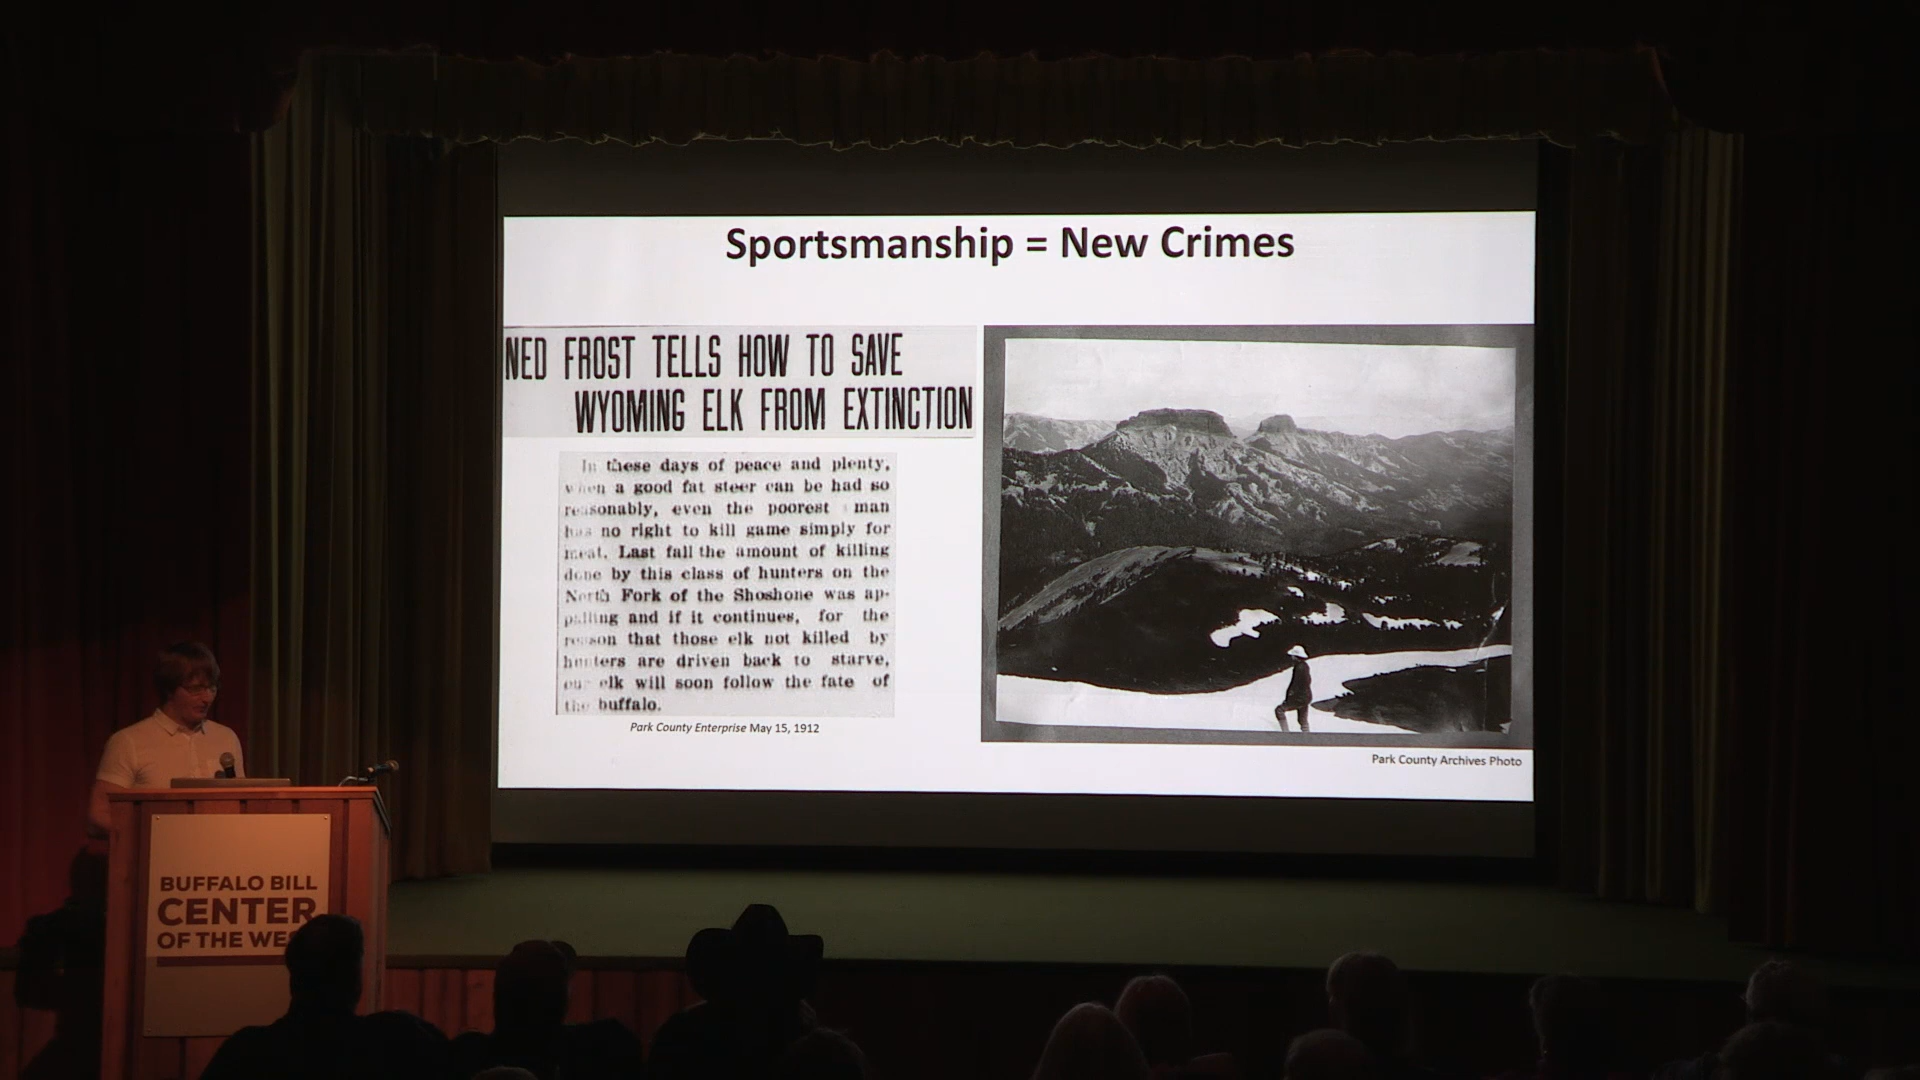 Sportsmanship = New Crimes
NED FROST TELLS HOW TO SAVE
WYOMING ELK FROM EXTINCTION
In these days of peace and plenty,
when a good fat steer can be had so
reasonably, even the poorest man
has no right to kill game simply for
meat. Last fall the amount of killing
done by this class of hunters on the
North Fork of the Shoshone was ap-
palling and if it continues, for the
reason that those elk not killed by
hunters are driven back to starve,
our elk will soon follow the fate of
the buffalo.
Park County Enterprise May 15, 1912
Park County Archives Photo
BUFFALO BILL
CENTER
OF THE WES